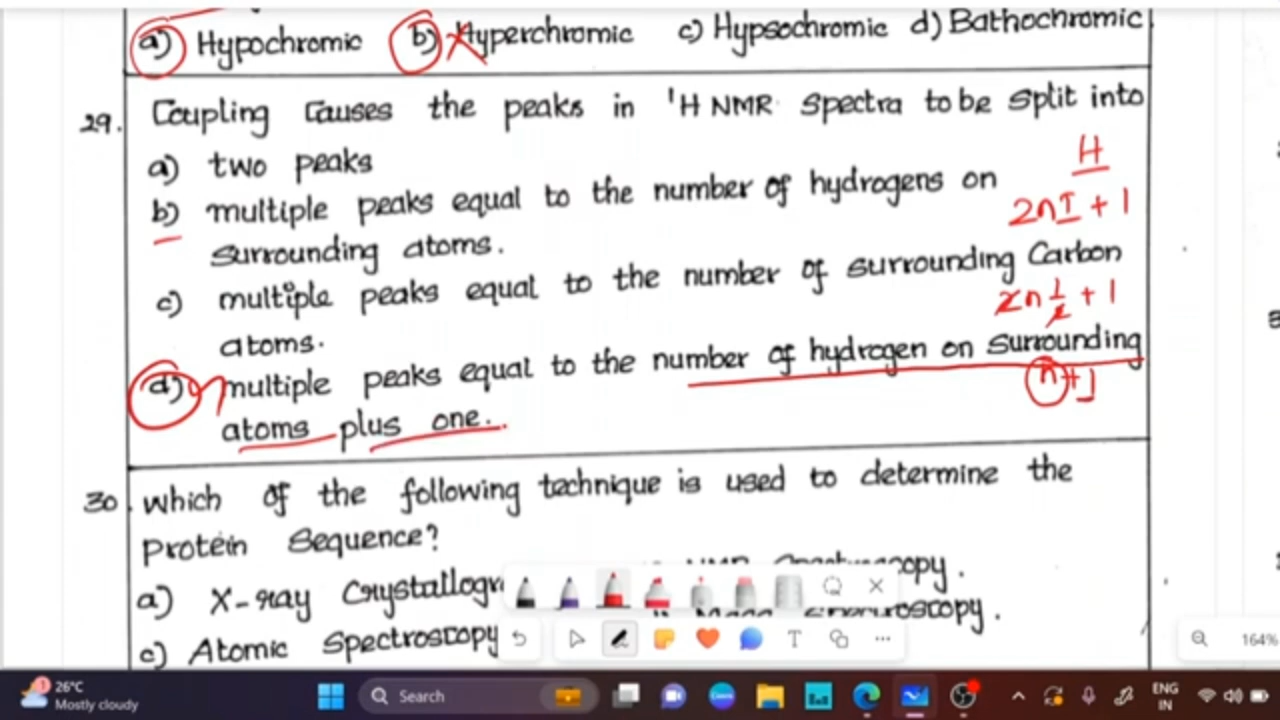 a) Hypochromic b) Hyperchromic c) Hypsochromic d) Bathochromic
29. Coupling Causes the peaks in ¹H NMR Spectra to be Split into
a) two peaks
H
b) multiple peaks equal to the number of hydrogens on
2nI + 1
surrounding atoms.
c) multiple peaks equal to the number of surrounding Carbon
2n 1/2 + 1
atoms.
d) multiple peaks equal to the number of hydrogen on surrounding
n+1
atoms plus one.
30. Which of the following technique is used to determine the
Protein Sequence?
a) X-ray
c) Atomic Spectroscopy
T
164%
1
26°C
Mostly cloudy
Search
ENG
IN